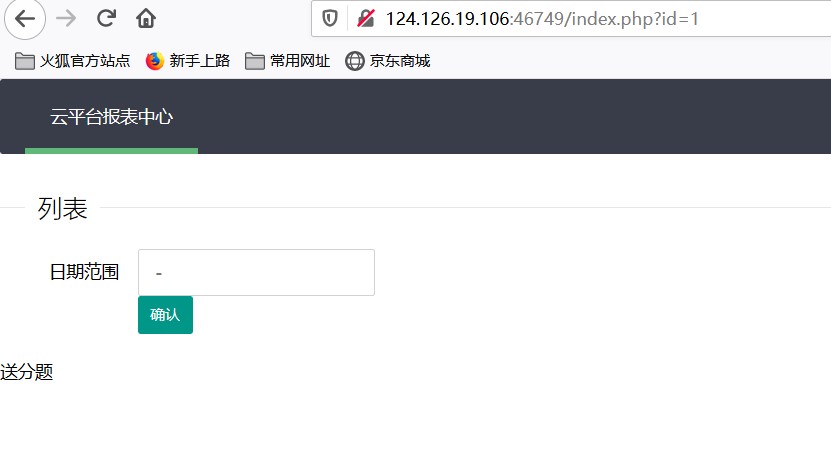 124.126.19.106:46749/index.php?id=1
火狐官方站点 新手上路 常用网址 京东商城
云平台报表中心
列表
日期范围 -
确认
送分题